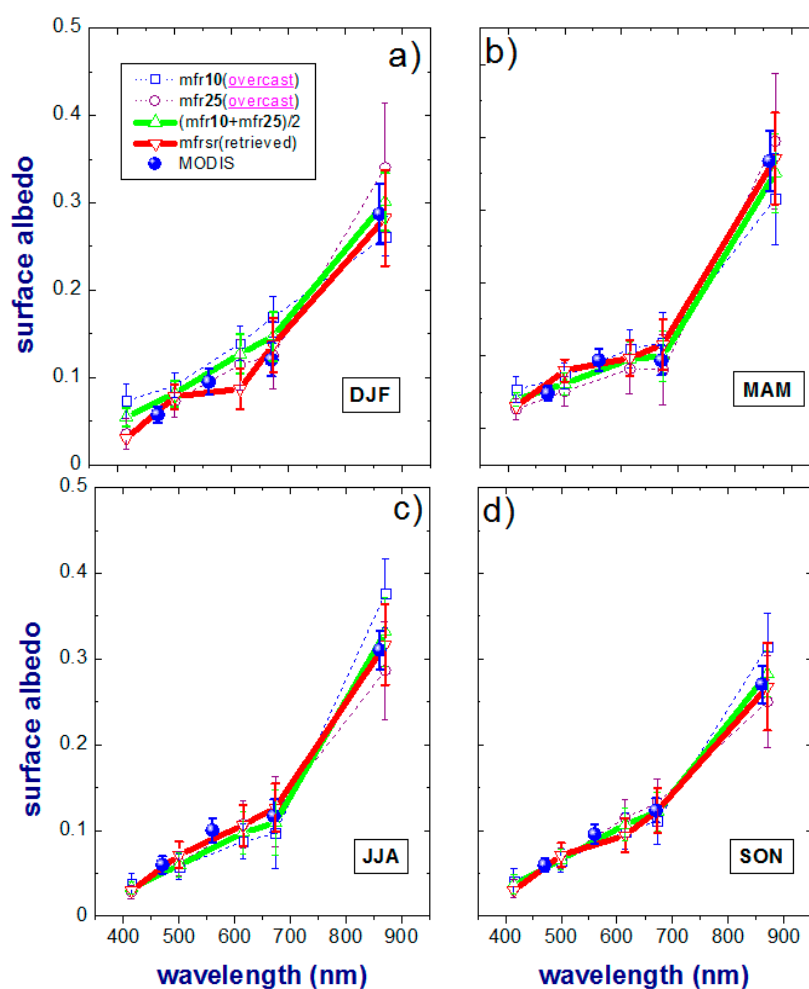 0.5
0.4
0.3
0.2
0.1
0
surface albedo
a)
mfr10(overcast)
mfr25(overcast)
(mfr10+mfr25)/2
mfrsr(retrieved)
MODIS
DJF
b)
MAM
0.5
0.4
0.3
0.2
0.1
0
surface albedo
c)
JJA
400 500 600 700 800 900
wavelength (nm)
d)
SON
400 500 600 700 800 900
wavelength (nm)